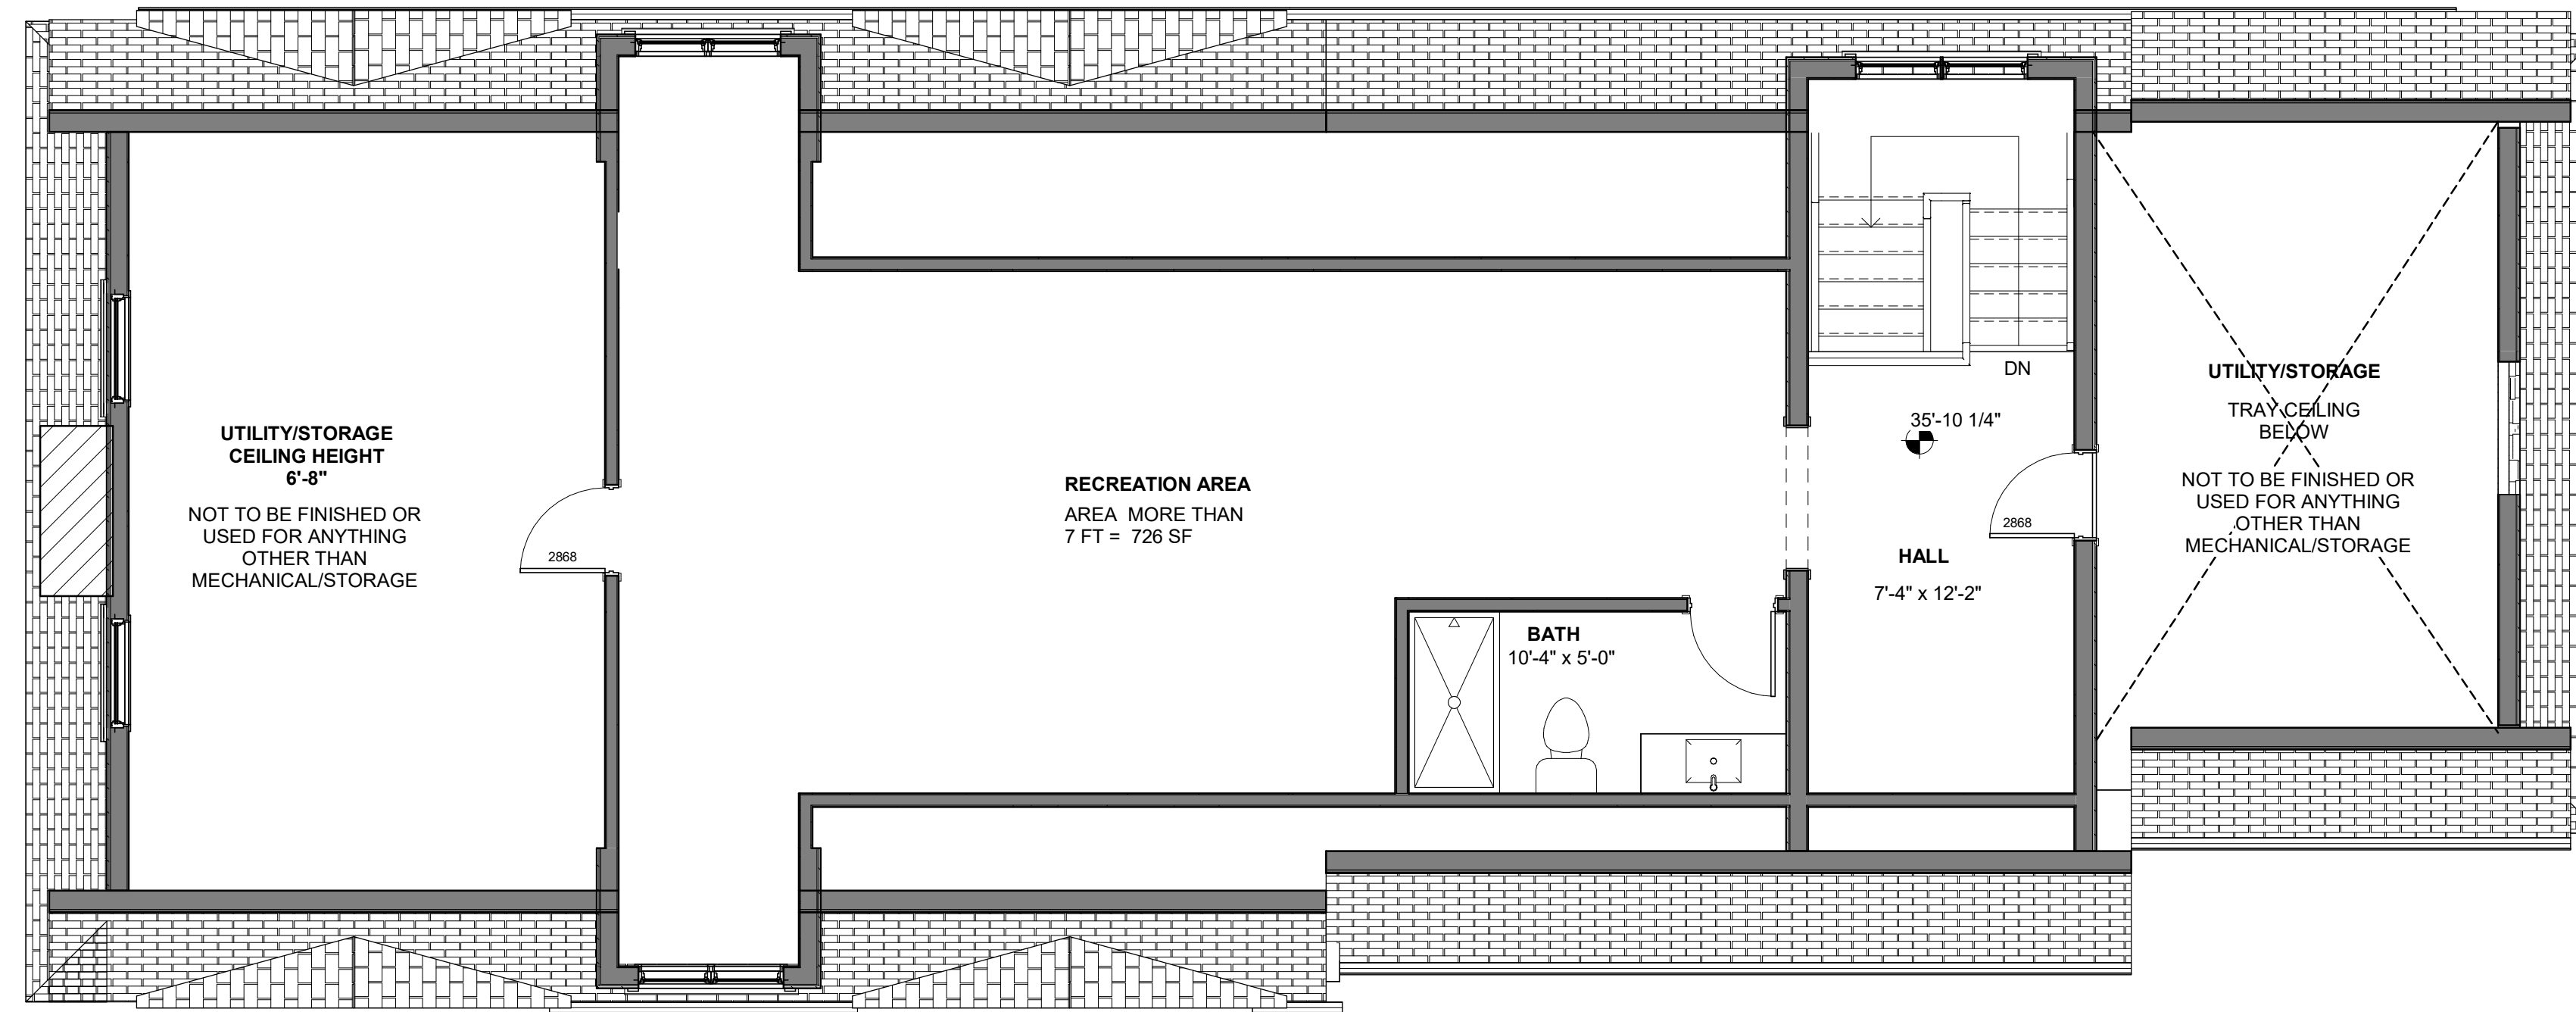 UTILITY/STORAGE
CEILING HEIGHT
6'-8"
NOT TO BE FINISHED OR
USED FOR ANYTHING
OTHER THAN
MECHANICAL/STORAGE
2868
RECREATION AREA
AREA MORE THAN
7 FT = 726 SF
BATH
10'-4" x 5'-0"
DN
35'-10 1/4"
HALL
7'-4" x 12'-2"
2868
UTILITY/STORAGE
TRAY CEILING
BELOW
NOT TO BE FINISHED OR
USED FOR ANYTHING
OTHER THAN
MECHANICAL/STORAGE